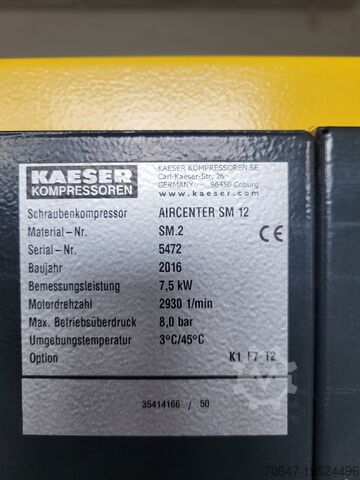 KAESER
KOMPRESSOREN
KAESER KOMPRESSOREN SE
Carl-Kaeser-Str. 26
GERMANY - 96450 Coburg
www.kaeser.com
Schraubenkompressor AIRCENTER SM 12
Material-Nr. SM.2
Serial-Nr. 5472
CE
Baujahr 2016
Bemessungsleistung 7,5 kW
Motordrehzahl 2930 1/min
Max. Betriebsüberdruck 8,0 bar
Umgebungstemperatur 3°C/45°C
Option K1 F7 T2
35414166 / 50